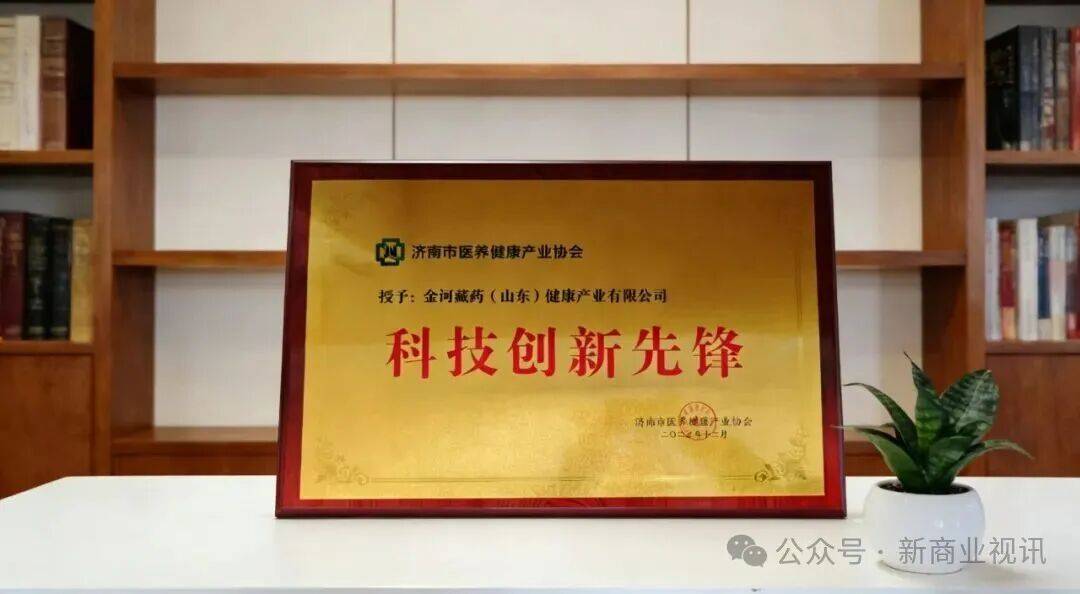 济南市医养健康产业协会
授予：金诃藏药（山东）健康产业有限公司
科技创新先锋
济南市医养健康产业协会
公众号 · 新商业视讯